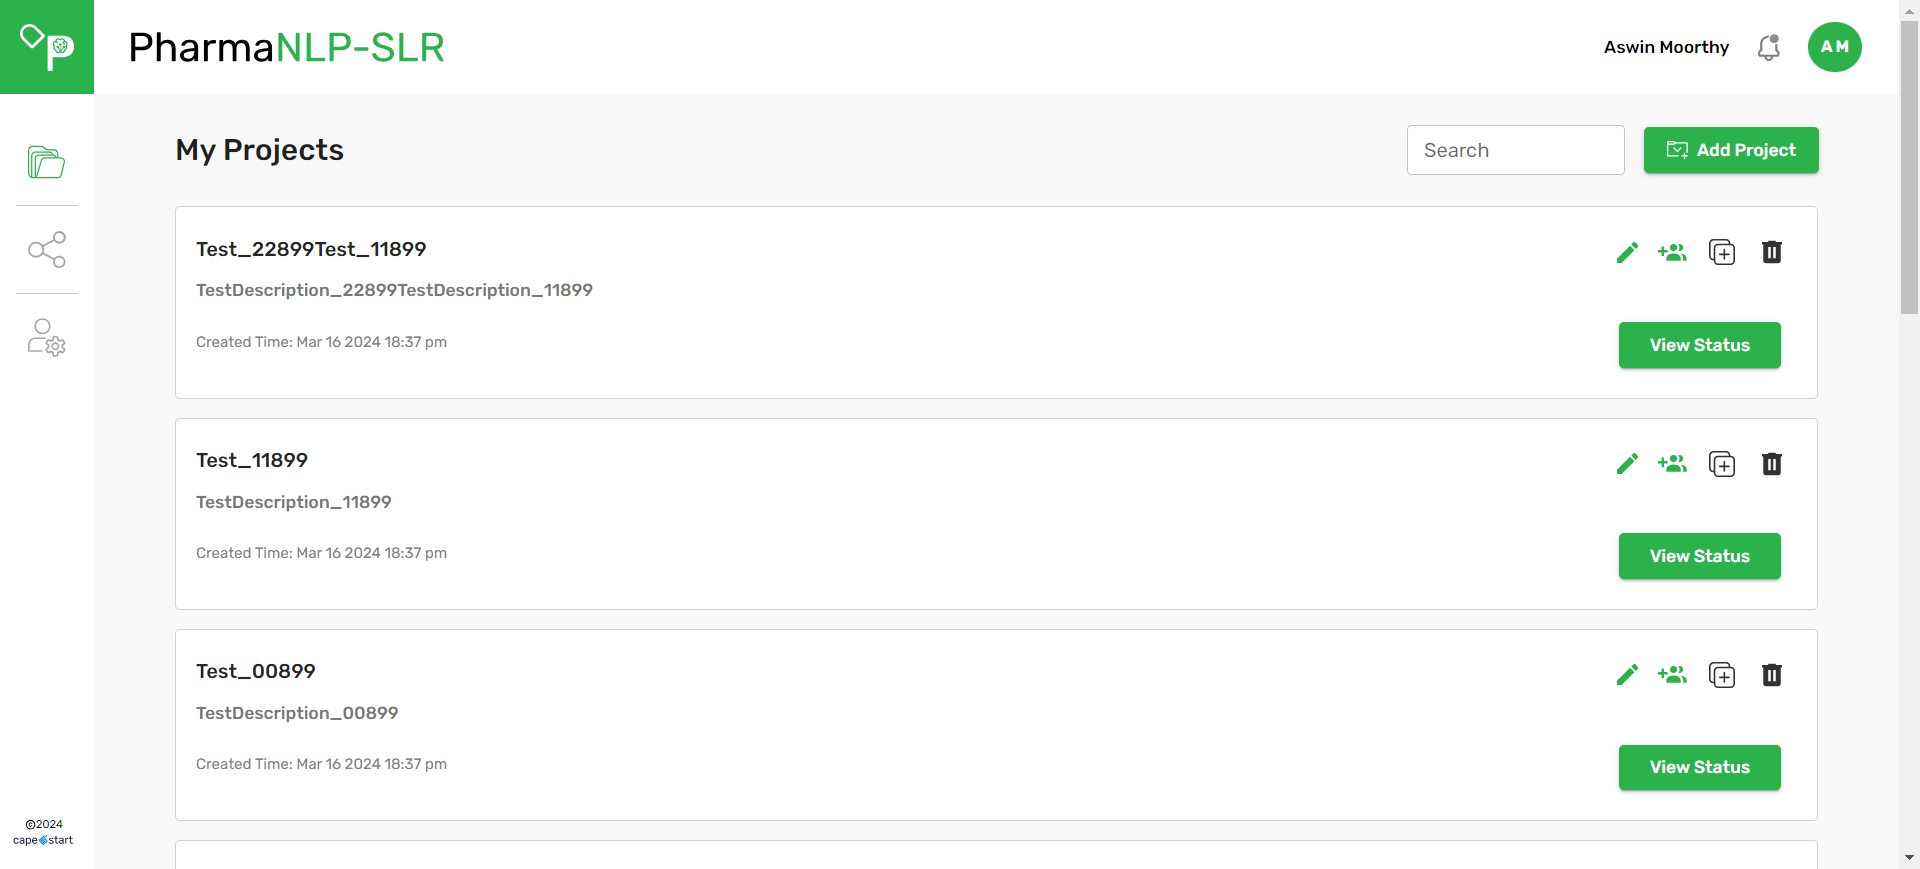 PharmaNLP-SLR
Aswin Moorthy
AM
My Projects
Search
Add Project
Test_22899Test_11899
TestDescription_22899TestDescription_11899
Created Time: Mar 16 2024 18:37 pm
View Status
Test_11899
TestDescription_11899
Created Time: Mar 16 2024 18:37 pm
View Status
Test_00899
TestDescription_00899
Created Time: Mar 16 2024 18:37 pm
View Status
©2024
capestart